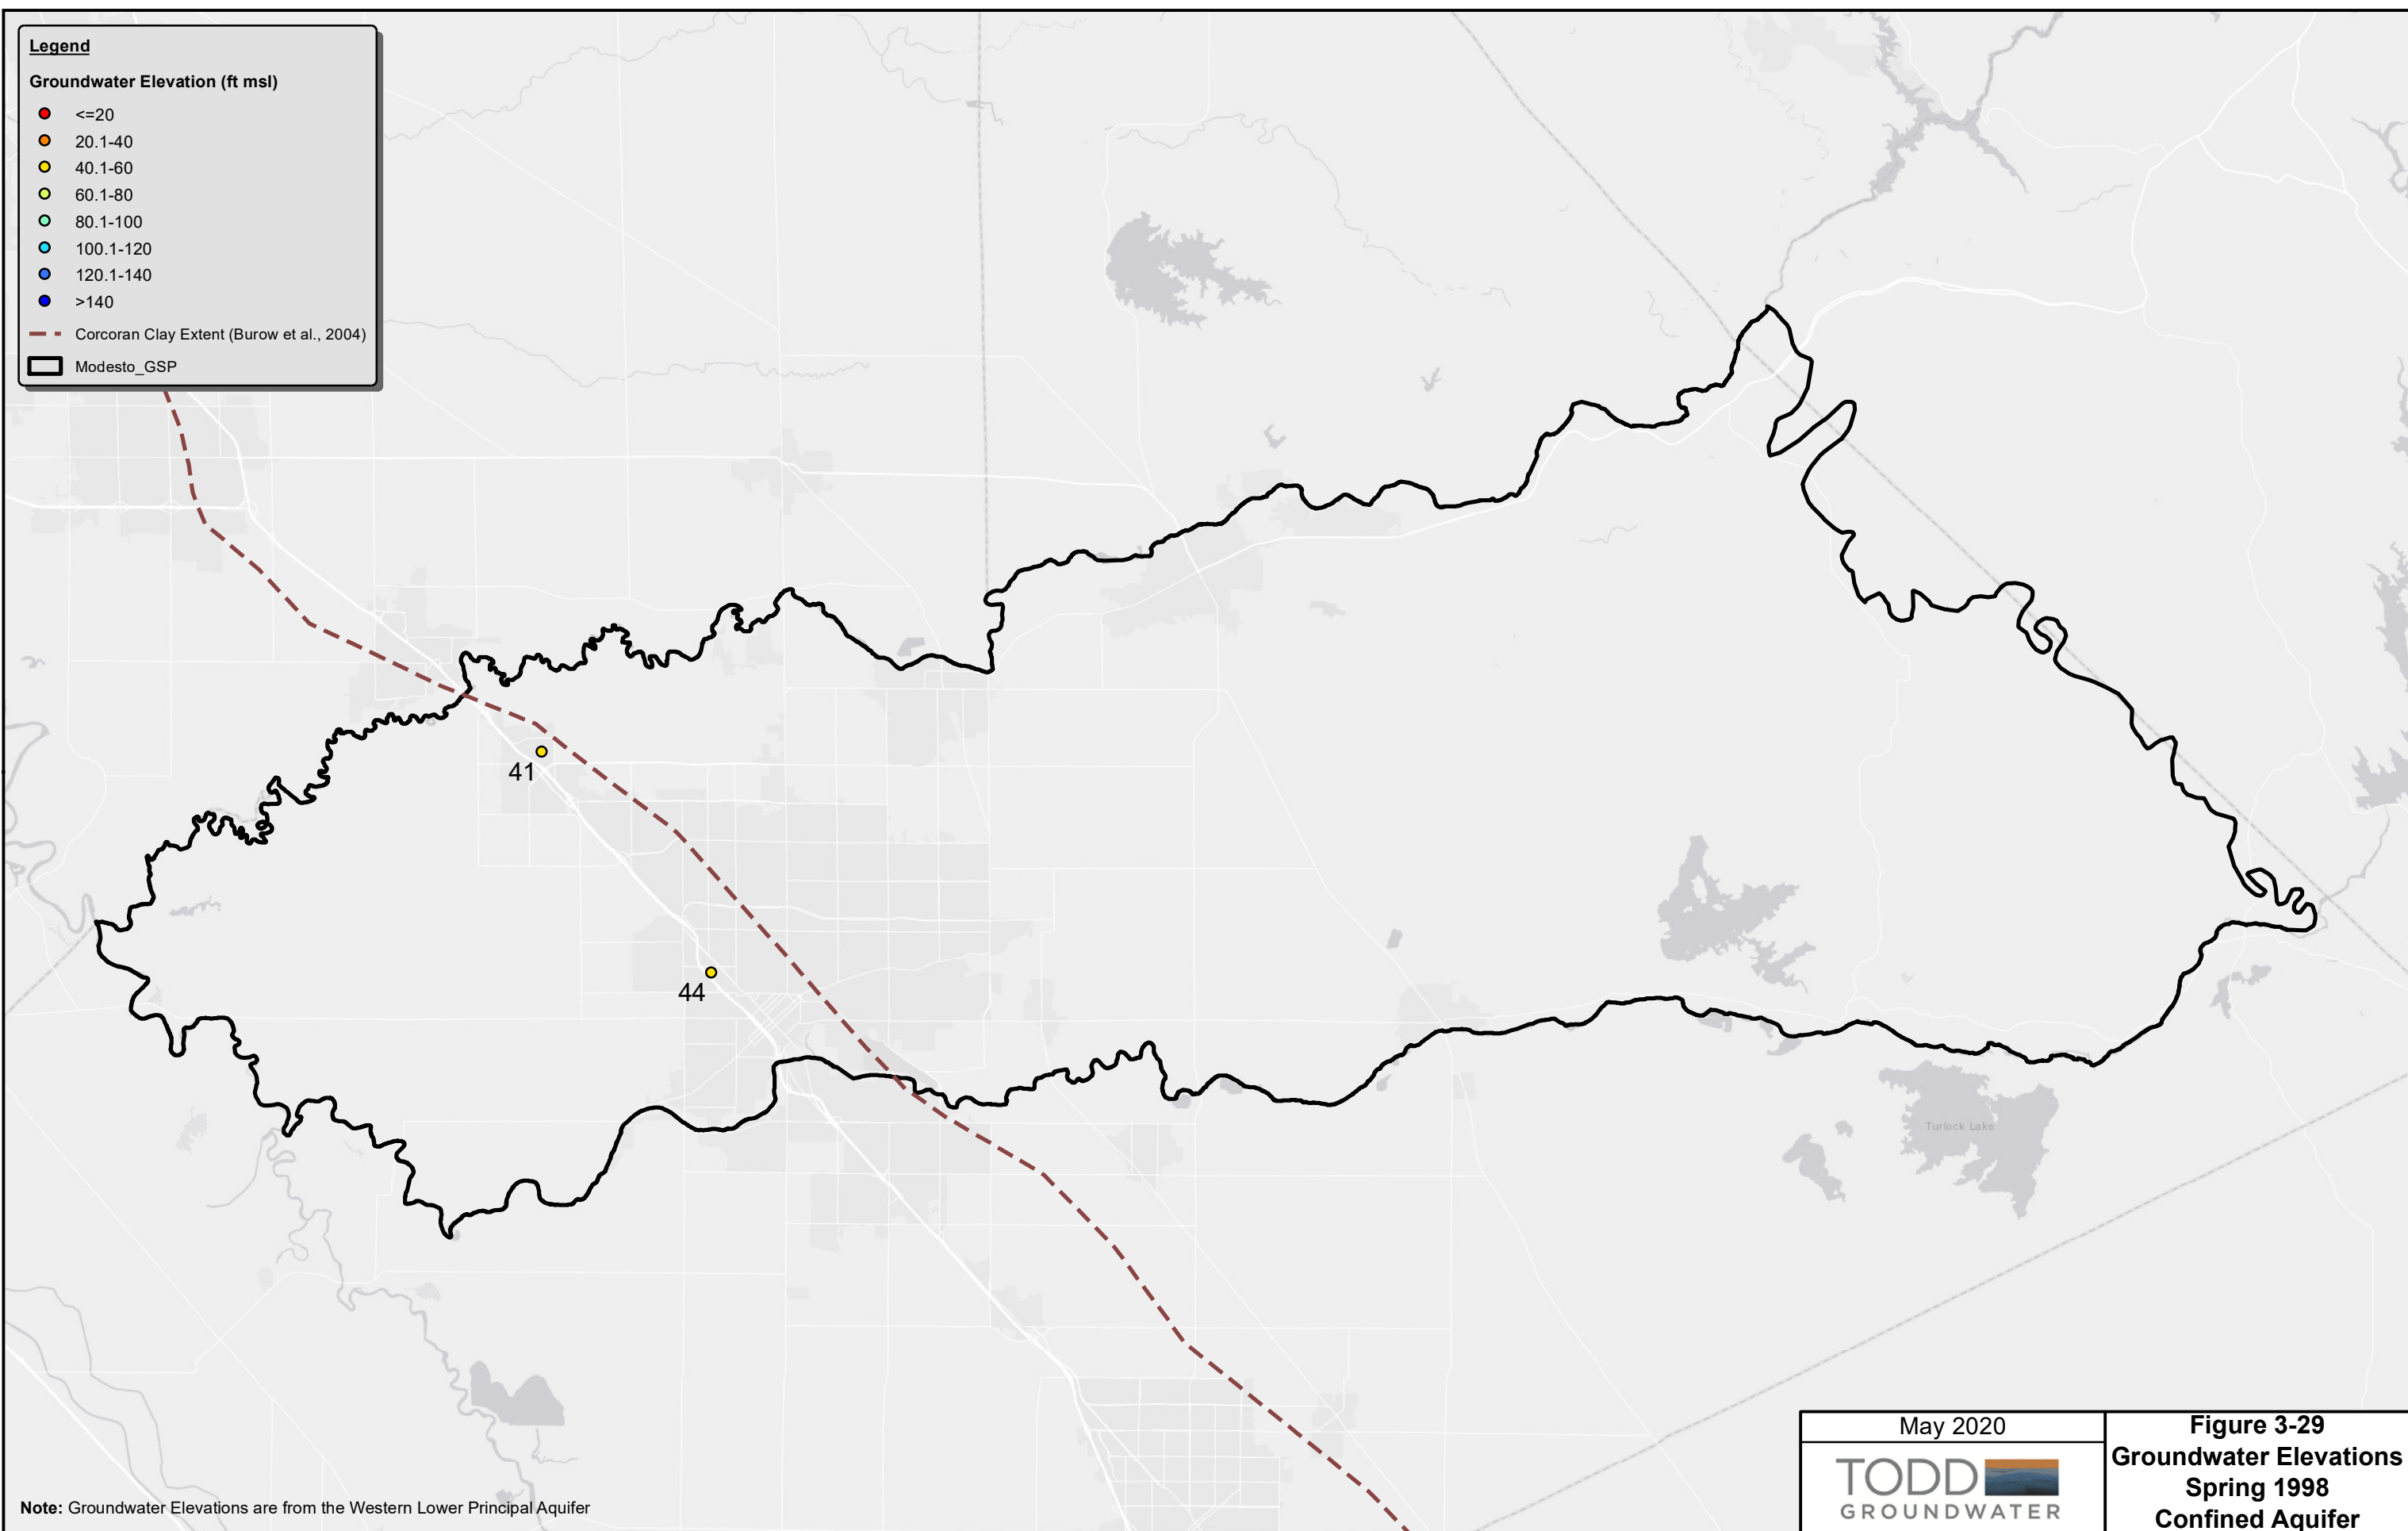 Legend
Groundwater Elevation (ft msl)
<=20
20.1-40
40.1-60
60.1-80
80.1-100
100.1-120
120.1-140
>140
Corcoran Clay Extent (Burow et al., 2004)
Modesto_GSP
41
44
Turlock Lake
Note: Groundwater Elevations are from the Western Lower Principal Aquifer
May 2020
TODD
GROUNDWATER
Figure 3-29
Groundwater Elevations
Spring 1998
Confined Aquifer